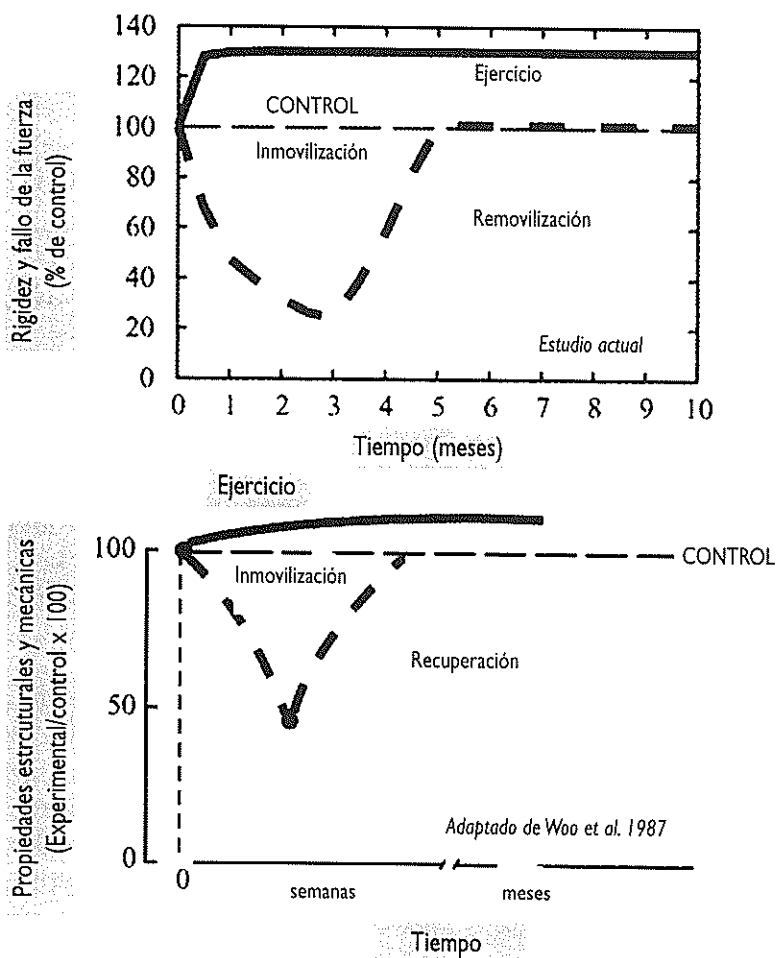 Rigidez y fallo de la fuerza
(% de control)
140
120
100
80
60
40
20
0
Ejercicio
CONTROL
Inmovilización
Removilización
Estudio actual
0 1 2 3 4 5 6 7 8 9 10
Tiempo (meses)
Ejercicio
Propiedades estrcuturales y mecánicas
(Experimental/control x 100)
100
50
0
CONTROL
Inmovilización
Recuperación
Adaptado de Woo et al. 1987
0
semanas
meses
Tiempo